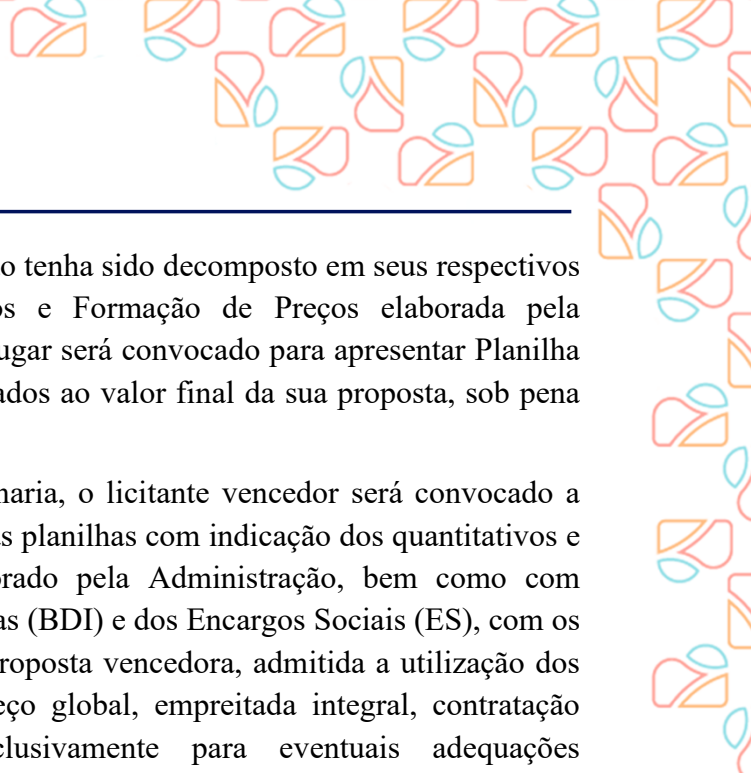 o tenha sido decomposto em seus respectivos
os e Formação de Preços elaborada pela
ugar será convocado para apresentar Planilha
ados ao valor final da sua proposta, sob pena
naria, o licitante vencedor será convocado a
s planilhas com indicação dos quantitativos e
orado pela Administração, bem como com
as (BDI) e dos Encargos Sociais (ES), com os
roposta vencedora, admitida a utilização dos
eço global, empreitada integral, contratação
clusivamente para eventuais adequações